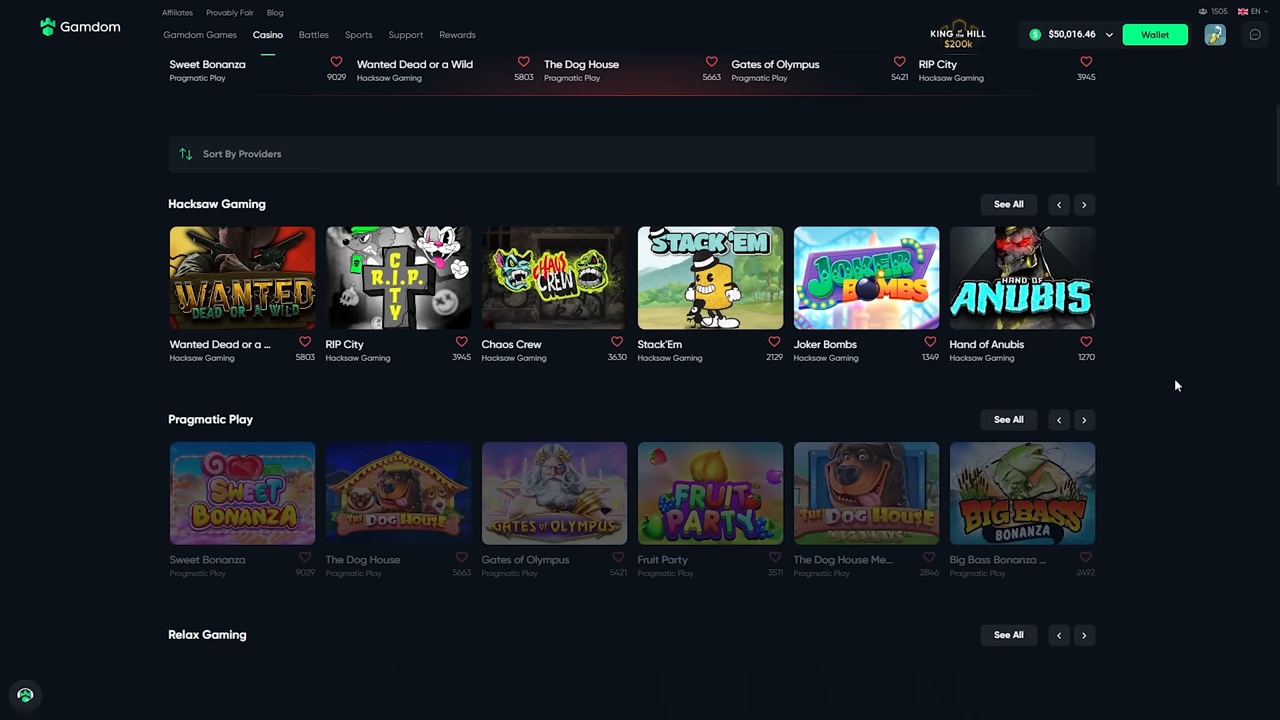 Affiliates Provably Fair Blog
1505 EN
Gamdom
Gamdom Games Casino Battles Sports Support Rewards
KING OF THE HILL
$200k
$50,016.46
Wallet
Sweet Bonanza Wanted Dead or a Wild The Dog House Gates of Olympus RIP City
Pragmatic Play 9029 Hacksaw Gaming 5803 Pragmatic Play 5663 Pragmatic Play 5421 Hacksaw Gaming 3945
Sort By Providers
Hacksaw Gaming See All
WANTED
DEAD OR A WILD
R.I.P.
CITY
CHAOS
CREW
STACK'EM
JOKER
BOMBS
HAND OF
ANUBIS
Wanted Dead or a ... RIP City Chaos Crew Stack'Em Joker Bombs Hand of Anubis
Hacksaw Gaming 5803 Hacksaw Gaming 3945 Hacksaw Gaming 3630 Hacksaw Gaming 2129 Hacksaw Gaming 1349 Hacksaw Gaming 1270
Pragmatic Play See All
SWEET
BONANZA
THE DOG HOUSE
GATES OF OLYMPUS
FRUIT
PARTY
THE DOG HOUSE
MEGAWAYS
BIG BASS
BONANZA
Sweet Bonanza The Dog House Gates of Olympus Fruit Party The Dog House Me... Big Bass Bonanza ...
Pragmatic Play 9029 Pragmatic Play 5663 Pragmatic Play 5421 Pragmatic Play 3511 Pragmatic Play 2846 Pragmatic Play 2492
Relax Gaming See All